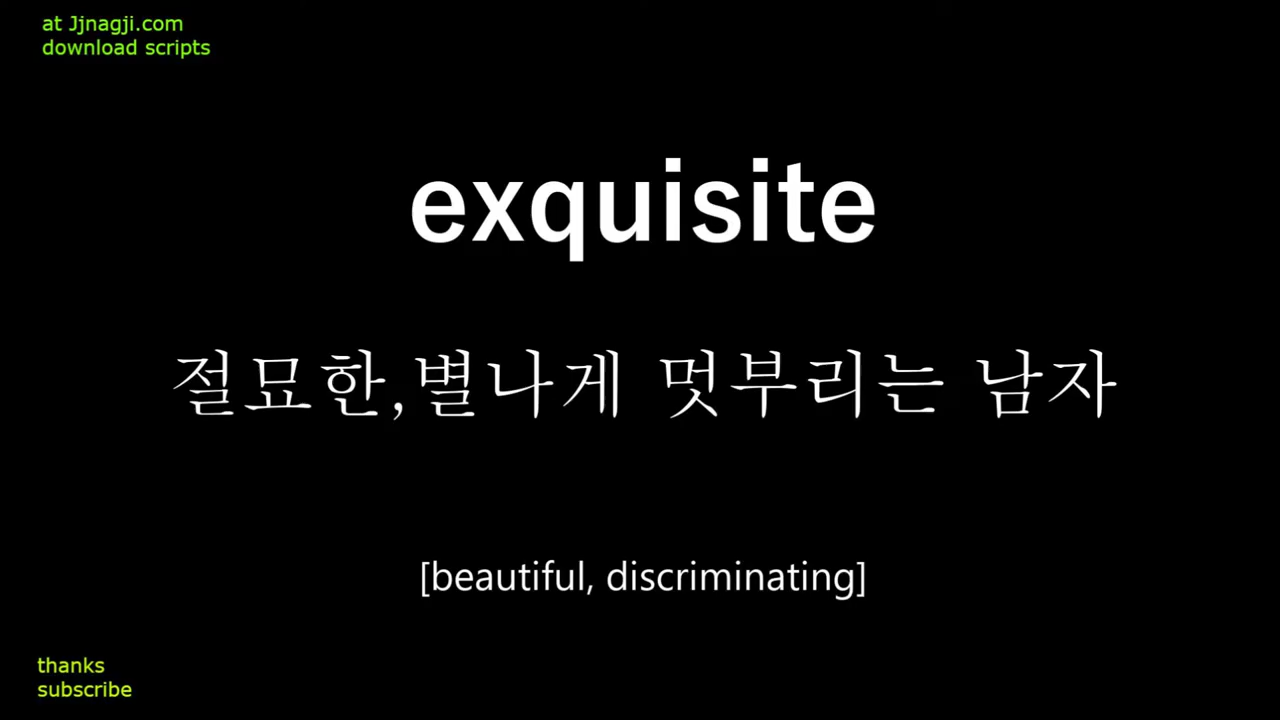 at Jjnagji.com
download scripts
exquisite
절묘한,별나게 멋부리는 남자
[beautiful, discriminating]
thanks
subscribe